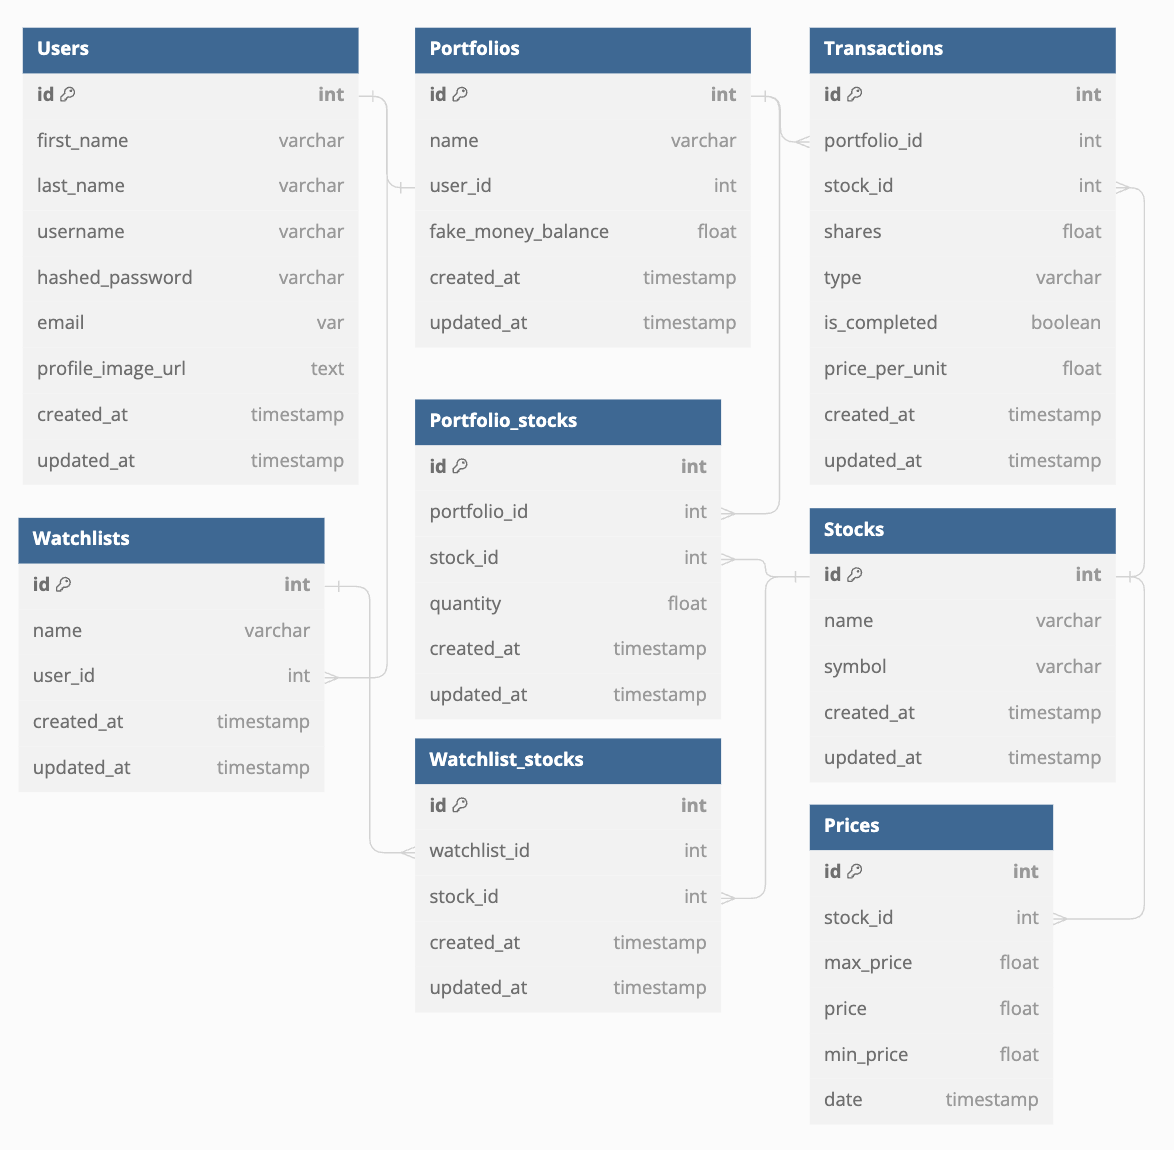 Users
id int
first_name varchar
last_name varchar
username varchar
hashed_password varchar
email var
profile_image_url text
created_at timestamp
updated_at timestamp
Watchlists
id int
name varchar
user_id int
created_at timestamp
updated_at timestamp
Portfolios
id int
name varchar
user_id int
fake_money_balance float
created_at timestamp
updated_at timestamp
Portfolio_stocks
id int
portfolio_id int
stock_id int
quantity float
created_at timestamp
updated_at timestamp
Watchlist_stocks
id int
watchlist_id int
stock_id int
created_at timestamp
updated_at timestamp
Transactions
id int
portfolio_id int
stock_id int
shares float
type varchar
is_completed boolean
price_per_unit float
created_at timestamp
updated_at timestamp
Stocks
id int
name varchar
symbol varchar
created_at timestamp
updated_at timestamp
Prices
id int
stock_id int
max_price float
price float
min_price float
date timestamp